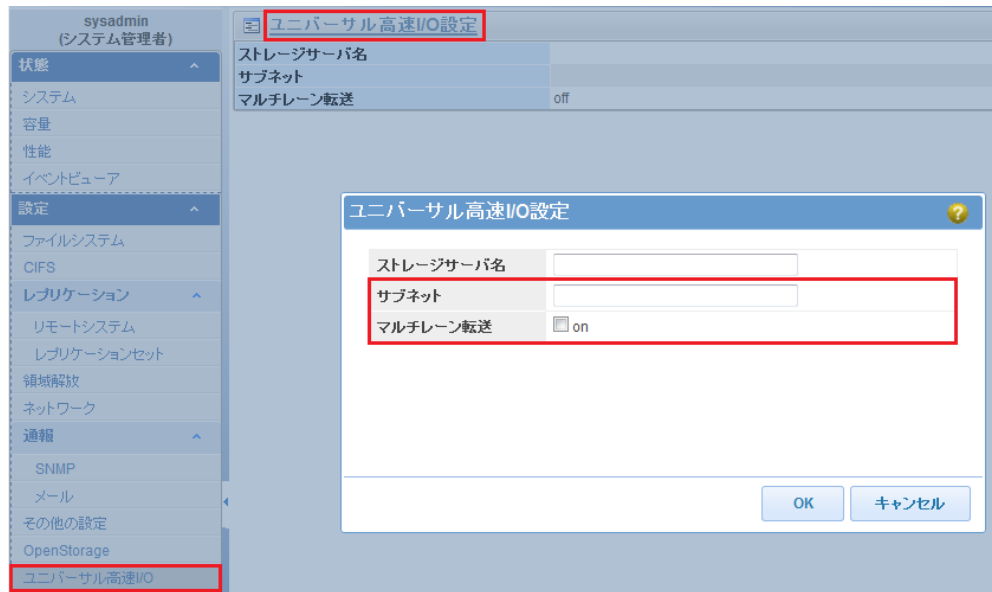 sysadmin
(システム管理者)
状態
システム
容量
性能
イベントビューア
設定
ファイルシステム
CIFS
レプリケーション
リモートシステム
レプリケーションセット
領域解放
ネットワーク
通報
SNMP
メール
その他の設定
OpenStorage
ユニバーサル高速I/O
ユニバーサル高速I/O設定
ストレージサーバ名
サブネット
マルチレーン転送 off
ユニバーサル高速I/O設定
ストレージサーバ名
サブネット
マルチレーン転送 on
OK キャンセル